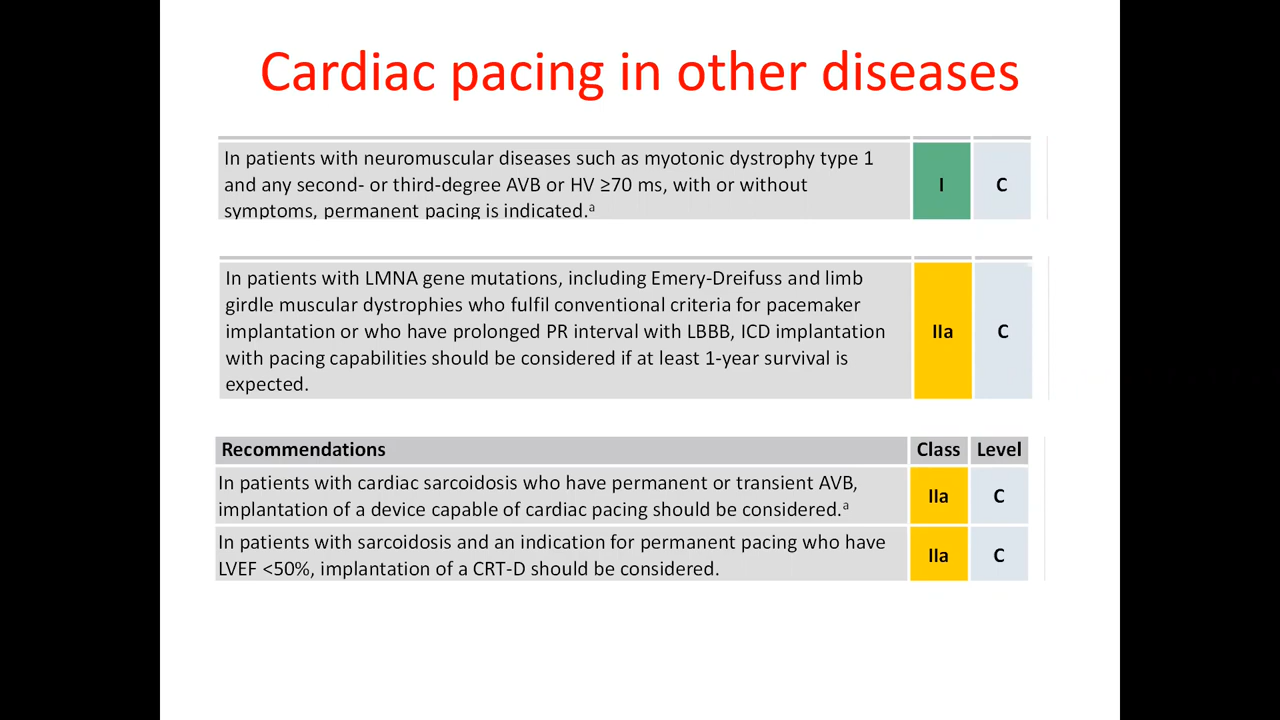 Cardiac pacing in other diseases
In patients with neuromuscular diseases such as myotonic dystrophy type 1
and any second- or third-degree AVB or HV ≥70 ms, with or without
symptoms, permanent pacing is indicated.ᵃ
I
C
In patients with LMNA gene mutations, including Emery-Dreifuss and limb
girdle muscular dystrophies who fulfil conventional criteria for pacemaker
implantation or who have prolonged PR interval with LBBB, ICD implantation
with pacing capabilities should be considered if at least 1-year survival is
expected.
IIa
C
Recommendations Class Level
In patients with cardiac sarcoidosis who have permanent or transient AVB,
implantation of a device capable of cardiac pacing should be considered.ᵃ
IIa
C
In patients with sarcoidosis and an indication for permanent pacing who have
LVEF <50%, implantation of a CRT-D should be considered.
IIa
C